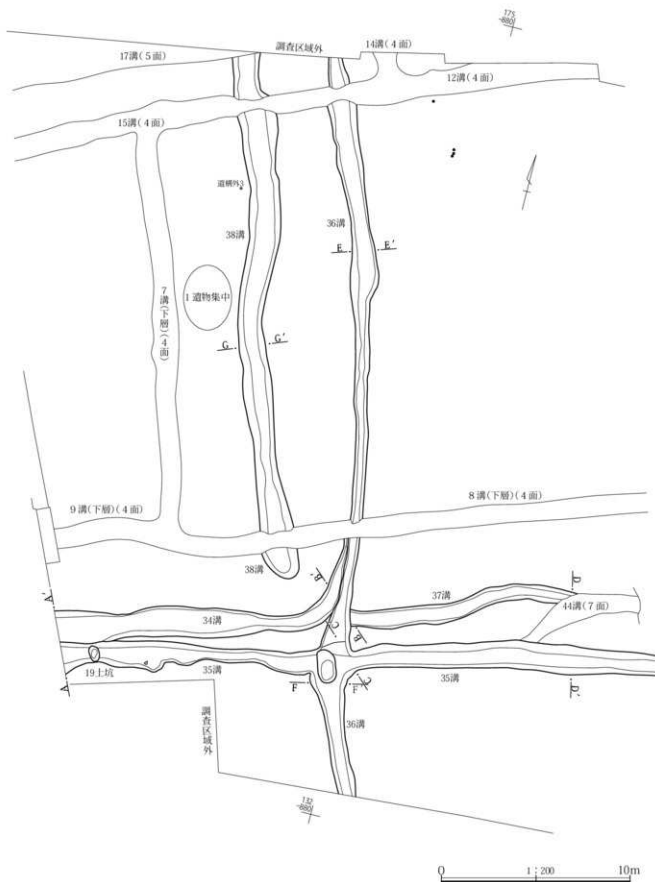 175
-880
調査区域外
14溝(4面)
17溝(5面)
12溝(4面)
15溝(4面)
遺構外3
38溝
36溝
E
E'
7溝(下層)(4面)
1遺物集中
G
G'
9溝(下層)(4面)
8溝(下層)(4面)
38溝
B'
D
37溝
A'
44溝(7面)
34溝
C'
B
19土坑
35溝
35溝
A
F
F'
C
D'
調査区域外
36溝
132
-880
0
1:200
10m